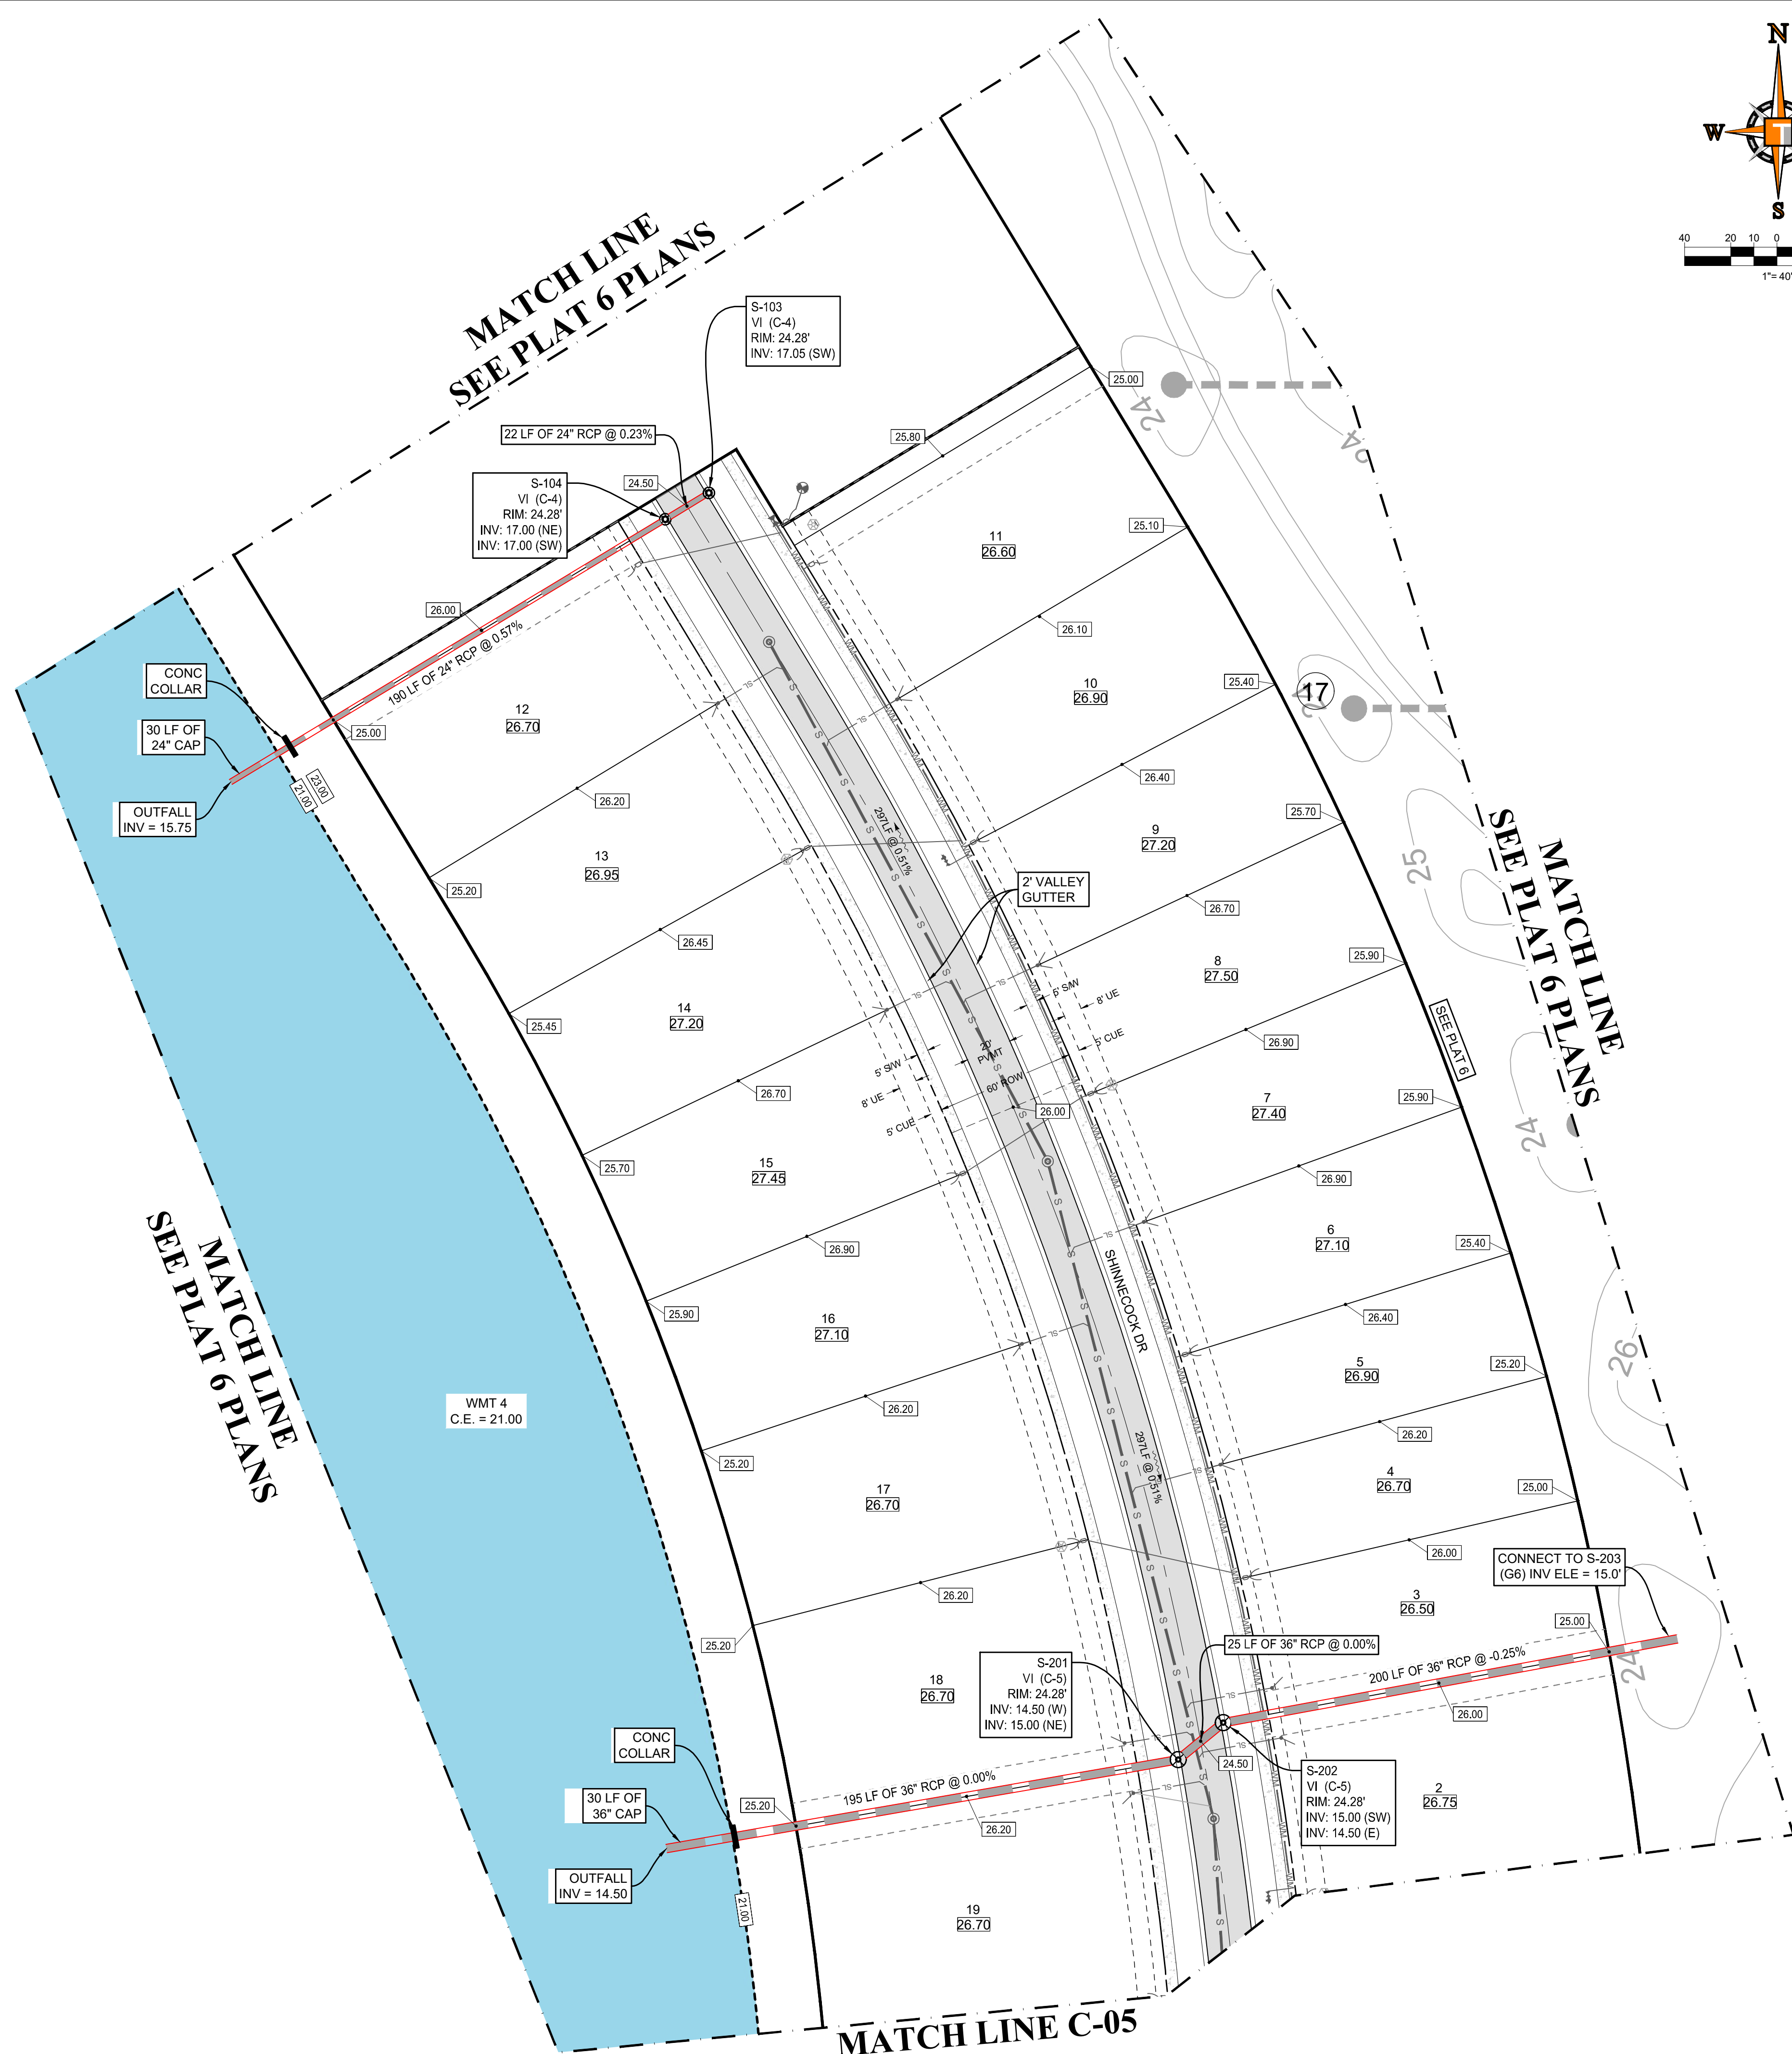 N
W
S
40
20
10
0
1"= 40'
MATCH LINE
SEE PLAT 6 PLANS
S-103
VI (C-4)
RIM: 24.28'
INV: 17.05 (SW)
22 LF OF 24" RCP @ 0.23%
S-104
VI (C-4)
RIM: 24.28'
INV: 17.00 (NE)
INV: 17.00 (SW)
24.50
25.80
25.00
24
24
25.10
11
26.60
26.00
190 LF OF 24" RCP @ 0.57%
26.10
CONC
COLLAR
30 LF OF
24" CAP
OUTFALL
INV = 15.75
25.00
23.00
21.00
12
26.70
10
26.90
25.40
17
24
26.20
26.40
25.70
13
26.95
297LF @ 0.51%
9
27.20
25.20
2' VALLEY
GUTTER
26.45
26.70
25
MATCH LINE
SEE PLAT 6 PLANS
8
27.50
25.90
14
27.20
25.45
5' S/W
8' UE
20'
PVMT
5' CUE
60' ROW
5' S/W
8' UE
5' CUE
26.90
SEE PLAT 6
26.70
26.00
7
27.40
25.90
24
25.70
15
27.45
26.90
26.90
6
27.10
25.40
SHINNECOCK DR
25.90
16
27.10
26.40
MATCH LINE
SEE PLAT 6 PLANS
5
26.90
25.20
26
WMT 4
C.E. = 21.00
26.20
26.20
25.20
297LF @ 0.51%
17
26.70
4
26.70
25.00
26.20
26.00
CONNECT TO S-203
(G6) INV ELE = 15.0'
3
26.50
25.00
24
25.20
25 LF OF 36" RCP @ 0.00%
200 LF OF 36" RCP @ -0.25%
S-201
VI (C-5)
RIM: 24.28'
INV: 14.50 (W)
INV: 15.00 (NE)
18
26.70
26.00
CONC
COLLAR
24.50
S-202
VI (C-5)
RIM: 24.28'
INV: 15.00 (SW)
INV: 14.50 (E)
2
26.75
30 LF OF
36" CAP
25.20
195 LF OF 36" RCP @ 0.00%
26.20
OUTFALL
INV = 14.50
21.00
19
26.70
MATCH LINE C-05